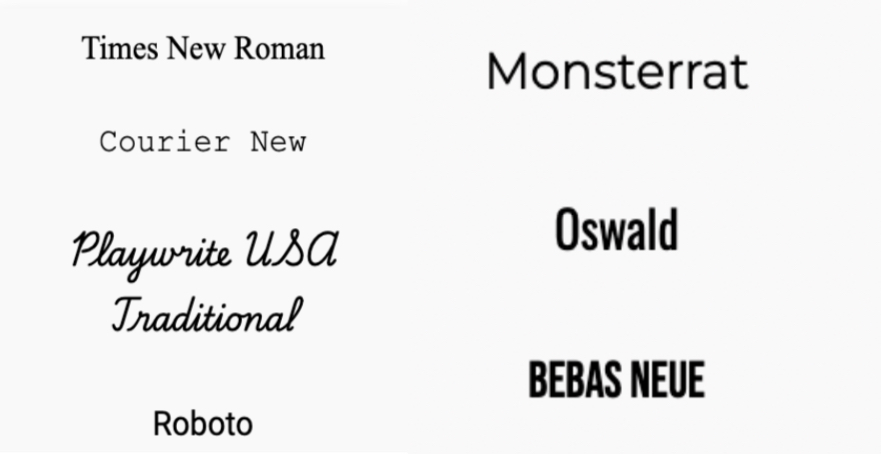 Times New Roman
Courier New
Playwrite USA
Traditional
Roboto
Monsterrat
Oswald
BEBAS NEUE